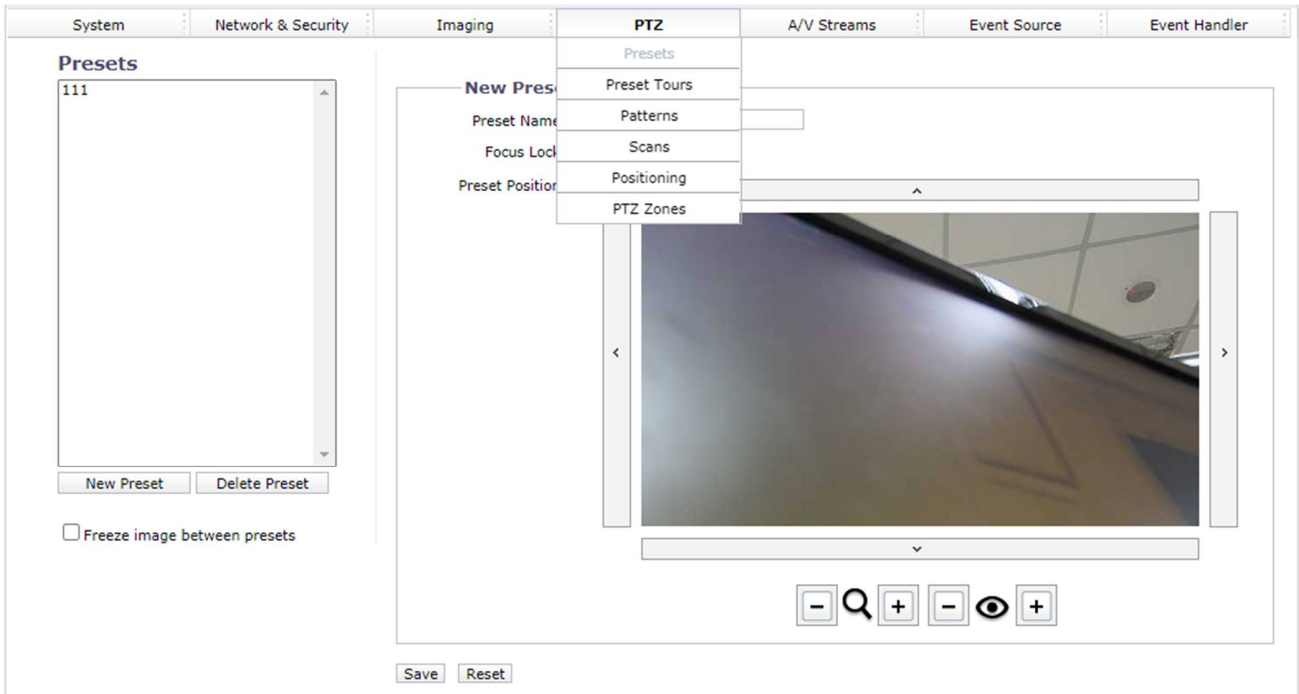 System Network & Security Imaging PTZ A/V Streams Event Source Event Handler
Presets
111
New Preset Delete Preset
Freeze image between presets
Presets
Preset Tours
Patterns
Scans
Positioning
PTZ Zones
New Pres
Preset Name
Focus Lock
Preset Position
- + - +
Save Reset